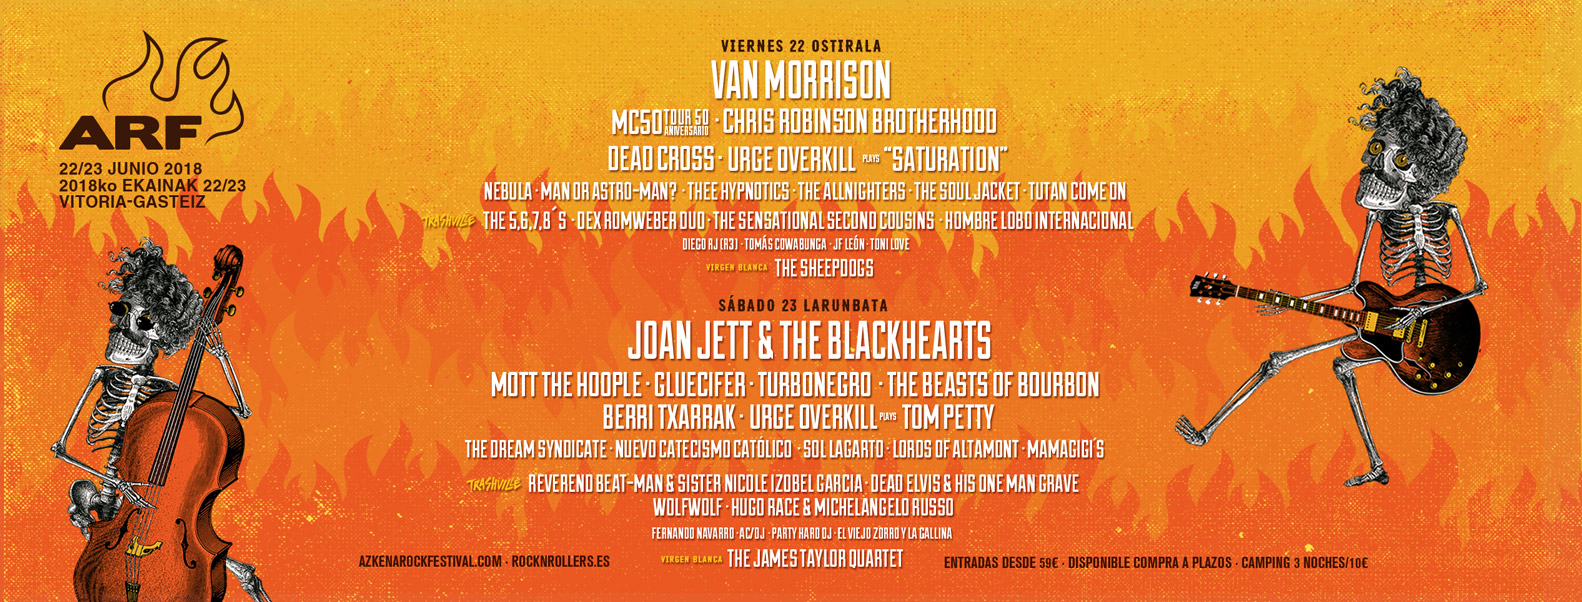 ARF
22/23 JUNIO 2018
2018ko EKAINAK 22/23
VITORIA-GASTEIZ
VIERNES 22 OSTIRALA
VAN MORRISON
MC50 TOUR 50 ANIVERSARIO · CHRIS ROBINSON BROTHERHOOD
DEAD CROSS · URGE OVERKILL PLAYS "SATURATION"
NEBULA · MAN OR ASTRO-MAN? · THEE HYPNOTICS · THE ALLNIGHTERS · THE SOUL JACKET · TUTAN COME ON
TRASHVILLE THE 5,6,7,8´S · DEX ROMWEBER DUO · THE SENSATIONAL SECOND COUSINS · HOMBRE LOBO INTERNACIONAL
DIEGO RJ (R3) · TOMÁS COWABUNGA · JF LEÓN · TONI LOVE
VIRGEN BLANCA THE SHEEPDOGS
SÁBADO 23 LARUNBATA
JOAN JETT & THE BLACKHEARTS
MOTT THE HOOPLE · GLUECIFER · TURBONEGRO · THE BEASTS OF BOURBON
BERRI TXARRAK · URGE OVERKILL PLAYS TOM PETTY
THE DREAM SYNDICATE · NUEVO CATECISMO CATÓLICO · SOL LAGARTO · LORDS OF ALTAMONT · MAMAGIGI´S
TRASHVILLE REVEREND BEAT-MAN & SISTER NICOLE IZOBEL GARCIA · DEAD ELVIS & HIS ONE MAN GRAVE
WOLFWOLF · HUGO RACE & MICHELANGELO RUSSO
FERNANDO NAVARRO · AC/DJ · PARTY HARD DJ · EL VIEJO ZORRO Y LA GALLINA
VIRGEN BLANCA THE JAMES TAYLOR QUARTET
AZKENAROCKFESTIVAL.COM · ROCKNROLLERS.ES
ENTRADAS DESDE 59€ · DISPONIBLE COMPRA A PLAZOS · CAMPING 3 NOCHES/10€